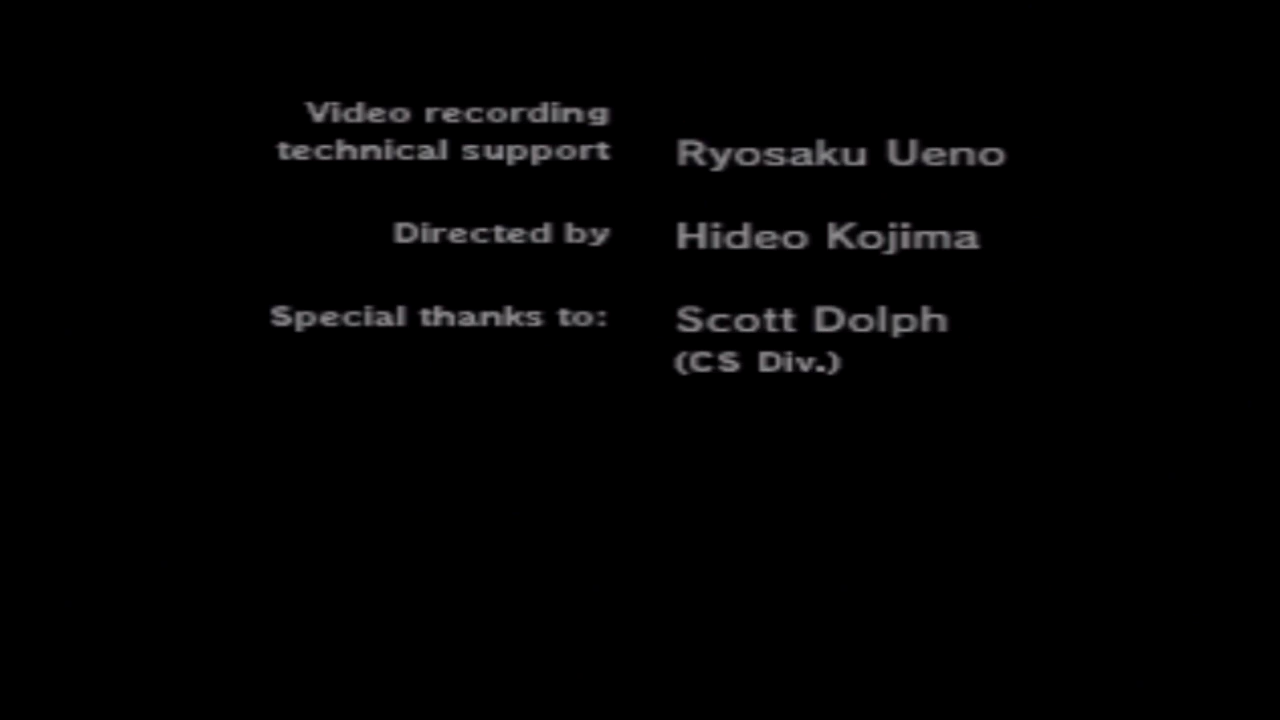 Video recording
technical support Ryosaku Ueno
Directed by Hideo Kojima
Special thanks to: Scott Dolph
(CS Div.)